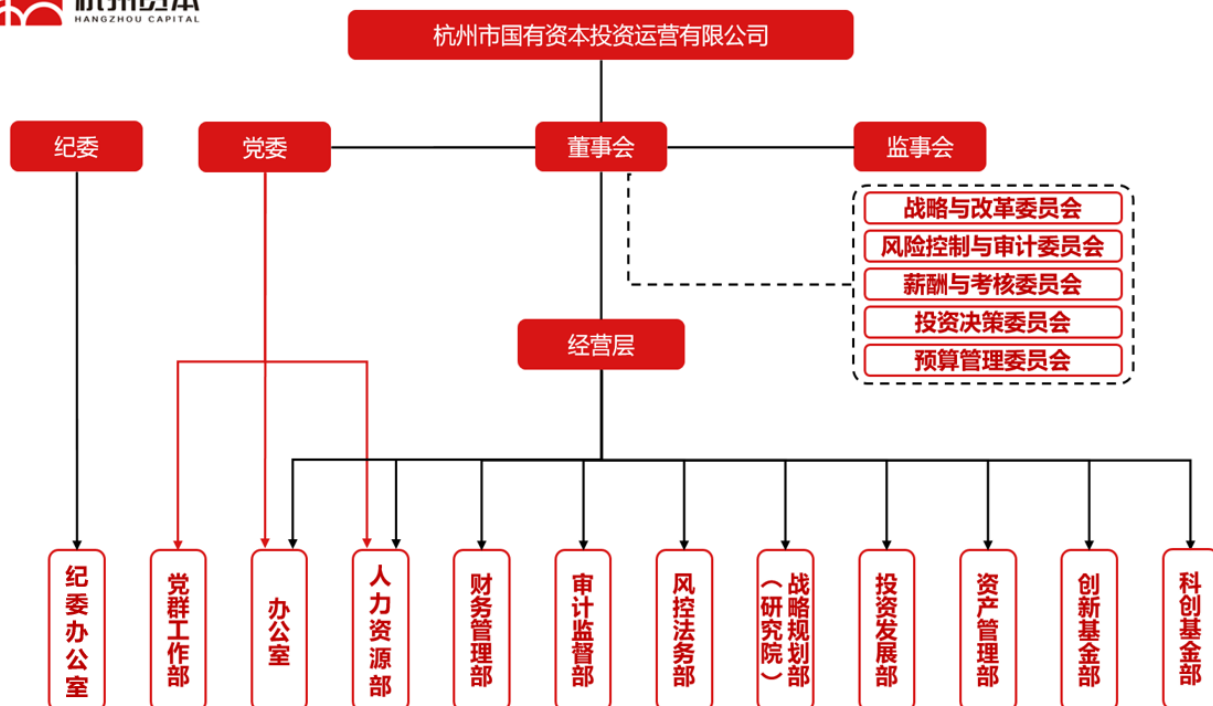 杭州资本
HANGZHOU CAPITAL
杭州市国有资本投资运营有限公司
纪委
党委
董事会
监事会
战略与改革委员会
风险控制与审计委员会
薪酬与考核委员会
投资决策委员会
预算管理委员会
经营层
纪委办公室
党群工作部
办公室
人力资源部
财务管理部
审计监督部
风控法务部
战略规划部
（研究院）
投资发展部
资产管理部
创新基金部
科创基金部